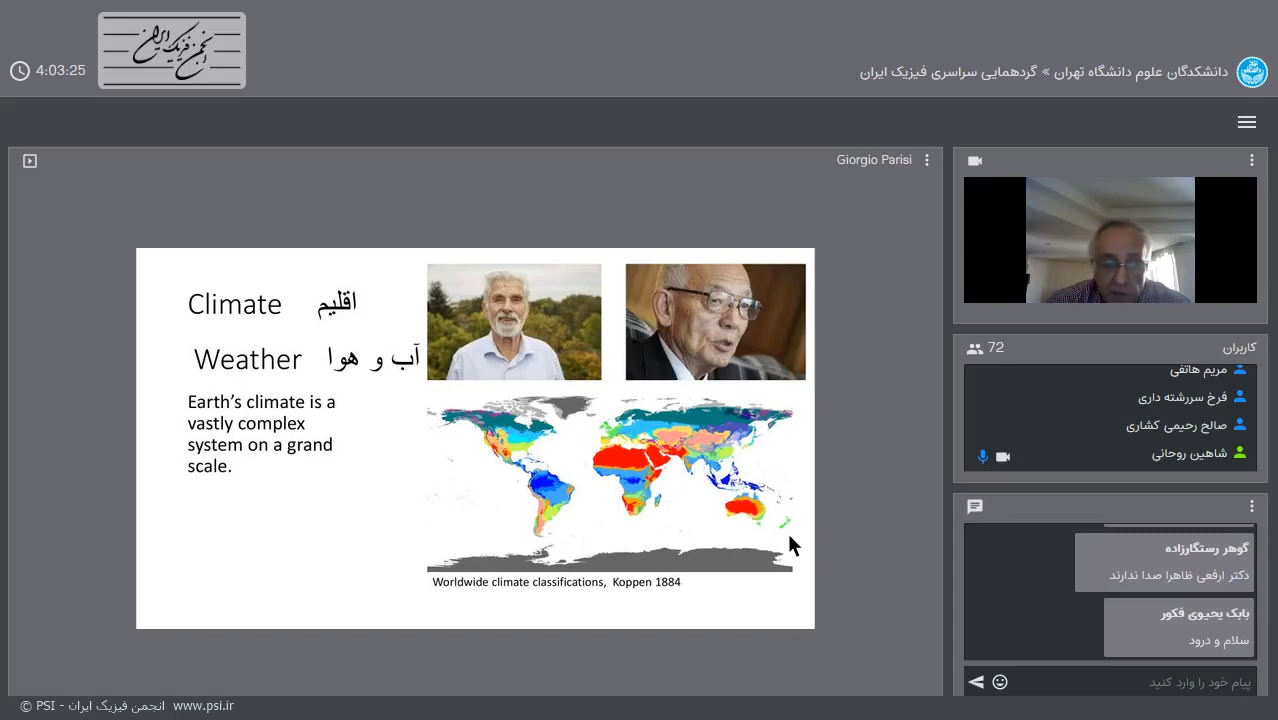 4:03:25
انجمن فیزیک ایران
دانشکدگان علوم دانشگاه تهران » گردهمایی سراسری فیزیک ایران
Giorgio Parisi
Climate اقلیم
Weather آب و هوا
Earth's climate is a
vastly complex
system on a grand
scale.
Worldwide climate classifications, Koppen 1884
72
کاربران
مریم هاتفی
فرخ سررشته داری
صالح رحیمی کشاری
شاهین روحانی
گوهر رستگارزاده
دکتر ارفعی ظاهرا صدا ندارند
بابک یحیوی فکور
سلام و درود
پیام خود را وارد کنید
© PSI - انجمن فیزیک ایران www.psi.ir